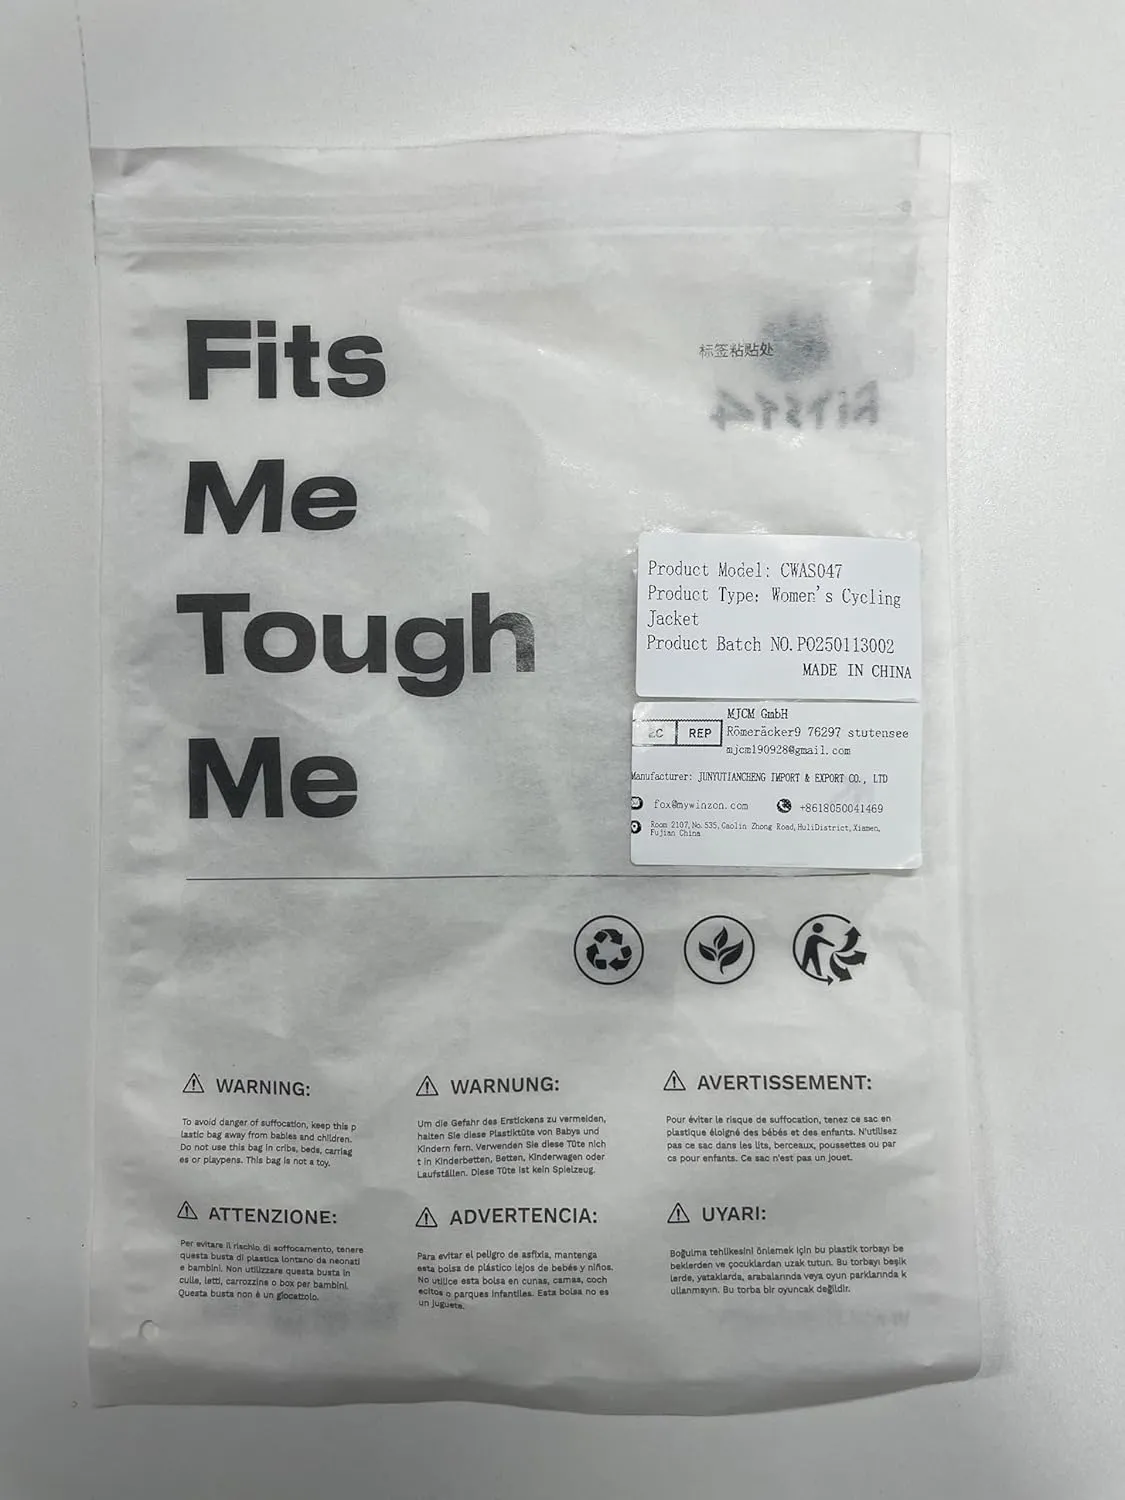 Fits
Me
Tough
Me
标签粘贴处
Product Model: CWAS047
Product Type: Women's Cycling
Jacket
Product Batch NO.PO250113002
MADE IN CHINA
EC REP
MJCM GmbH
Römeräcker9 76297 stutensee
mjcm190928@gmail.com
Manufacturer: JUNYUTIANCHENG IMPORT & EXPORT CO., LTD
fox@mywinzon.com
+8618050041469
Room 2107, No. 535, Gaolin Zhong Road, HuliDistrict, Xiamen,
Fujian China
WARNING:
To avoid danger of suffocation, keep this p
lastic bag away from babies and children.
Do not use this bag in cribs, beds, carriag
es or playpens. This bag is not a toy.
WARNUNG:
Um die Gefahr des Erstickens zu vermeiden,
halten Sie diese Plastiktüte von Babys und
Kindern fern. Verwenden Sie diese Tüte nich
t in Kinderbetten, Betten, Kinderwagen oder
Laufställen. Diese Tüte ist kein Spielzeug.
AVERTISSEMENT:
Pour éviter le risque de suffocation, tenez ce sac en
plastique éloigné des bébés et des enfants. N'utilisez
pas ce sac dans les lits, berceaux, poussettes ou par
cs pour enfants. Ce sac n'est pas un jouet.
ATTENZIONE:
Per evitare il rischio di soffocamento, tenere
questa busta di plastica lontano da neonati
e bambini. Non utilizzare questa busta in
culle, letti, carrozzine o box per bambini.
Questa busta non è un giocattolo.
ADVERTENCIA:
Para evitar el peligro de asfixia, mantenga
esta bolsa de plástico lejos de bebés y niños.
No utilice esta bolsa en cunas, camas, coch
ecitos o parques infantiles. Esta bolsa no es
un juguete.
UYARI:
Boğulma tehlikesini önlemek için bu plastik torbayı be
beklerden ve çocuklardan uzak tutun. Bu torbayı beşik
lerde, yataklarda, arabalarında veya oyun parklarında k
ullanmayın. Bu torba bir oyuncak değildir.